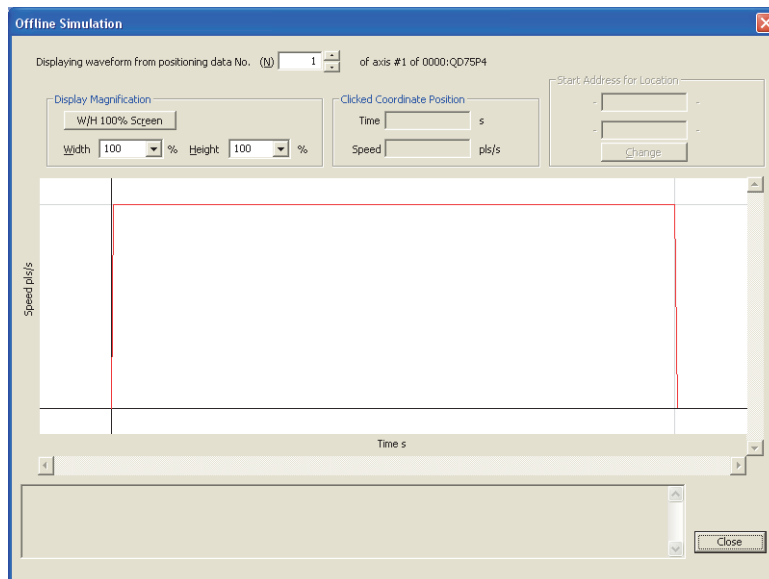 Offline Simulation
Displaying waveform from positioning data No. (N) 1 of axis #1 of 0000:QD75P4
Start Address for Location
Display Magnification
Clicked Coordinate Position
W/H 100% Screen
Time s
- -
- -
Width 100 % Height 100 %
Speed pls/s
Change
Speed pls/s
Time s
Close